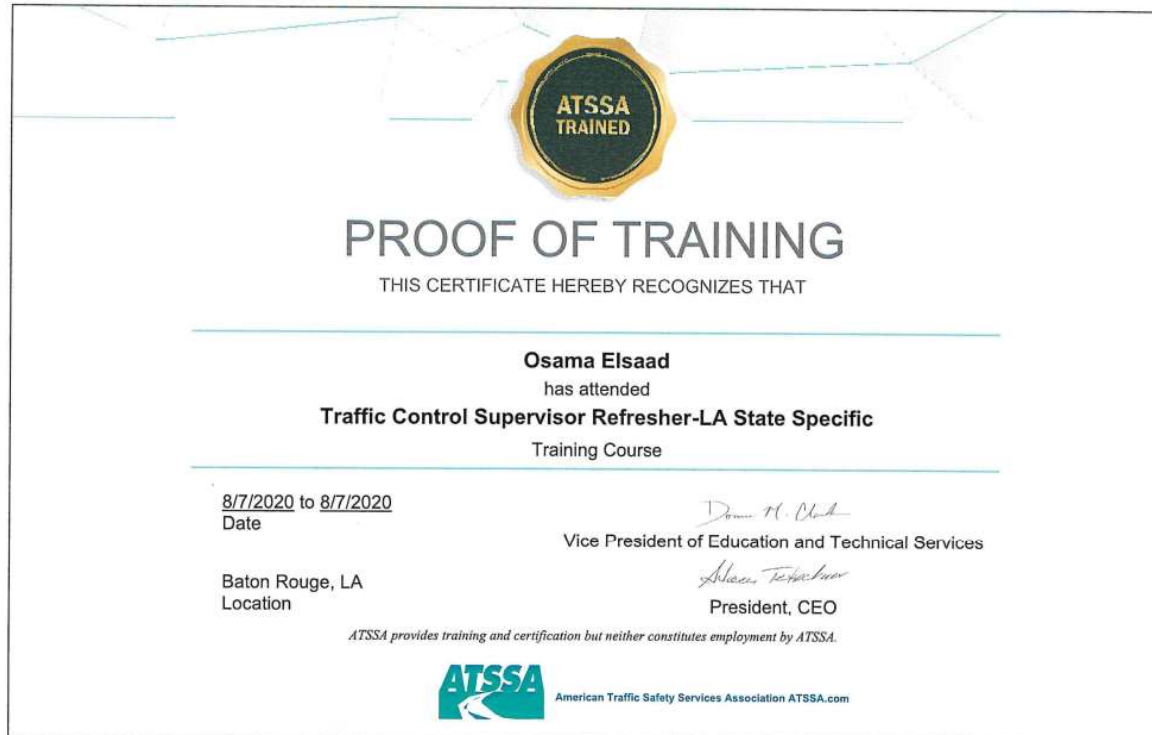 ATSSA
TRAINED
PROOF OF TRAINING
THIS CERTIFICATE HEREBY RECOGNIZES THAT
Osama Elsaad
has attended
Traffic Control Supervisor Refresher-LA State Specific
Training Course
8/7/2020 to 8/7/2020
Date
Donna M. Clark
Vice President of Education and Technical Services
Baton Rouge, LA
Location
President, CEO
ATSSA provides training and certification but neither constitutes employment by ATSSA.
ATSSA
American Traffic Safety Services Association ATSSA.com